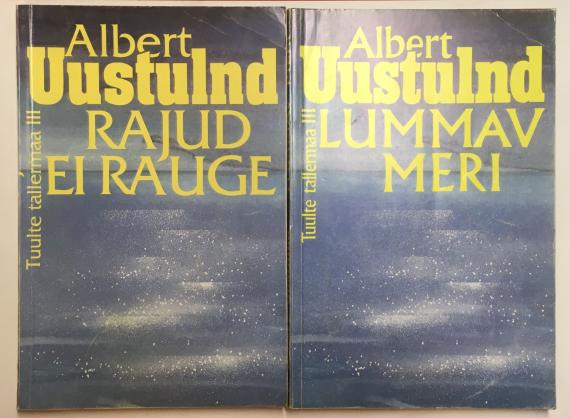 Albert
Uustulnd
RAJUD
EI RAUGE
Tuulte tallermaa III
Albert
Uustulnd
LUMMAV
MERI
Tuulte tallermaa III